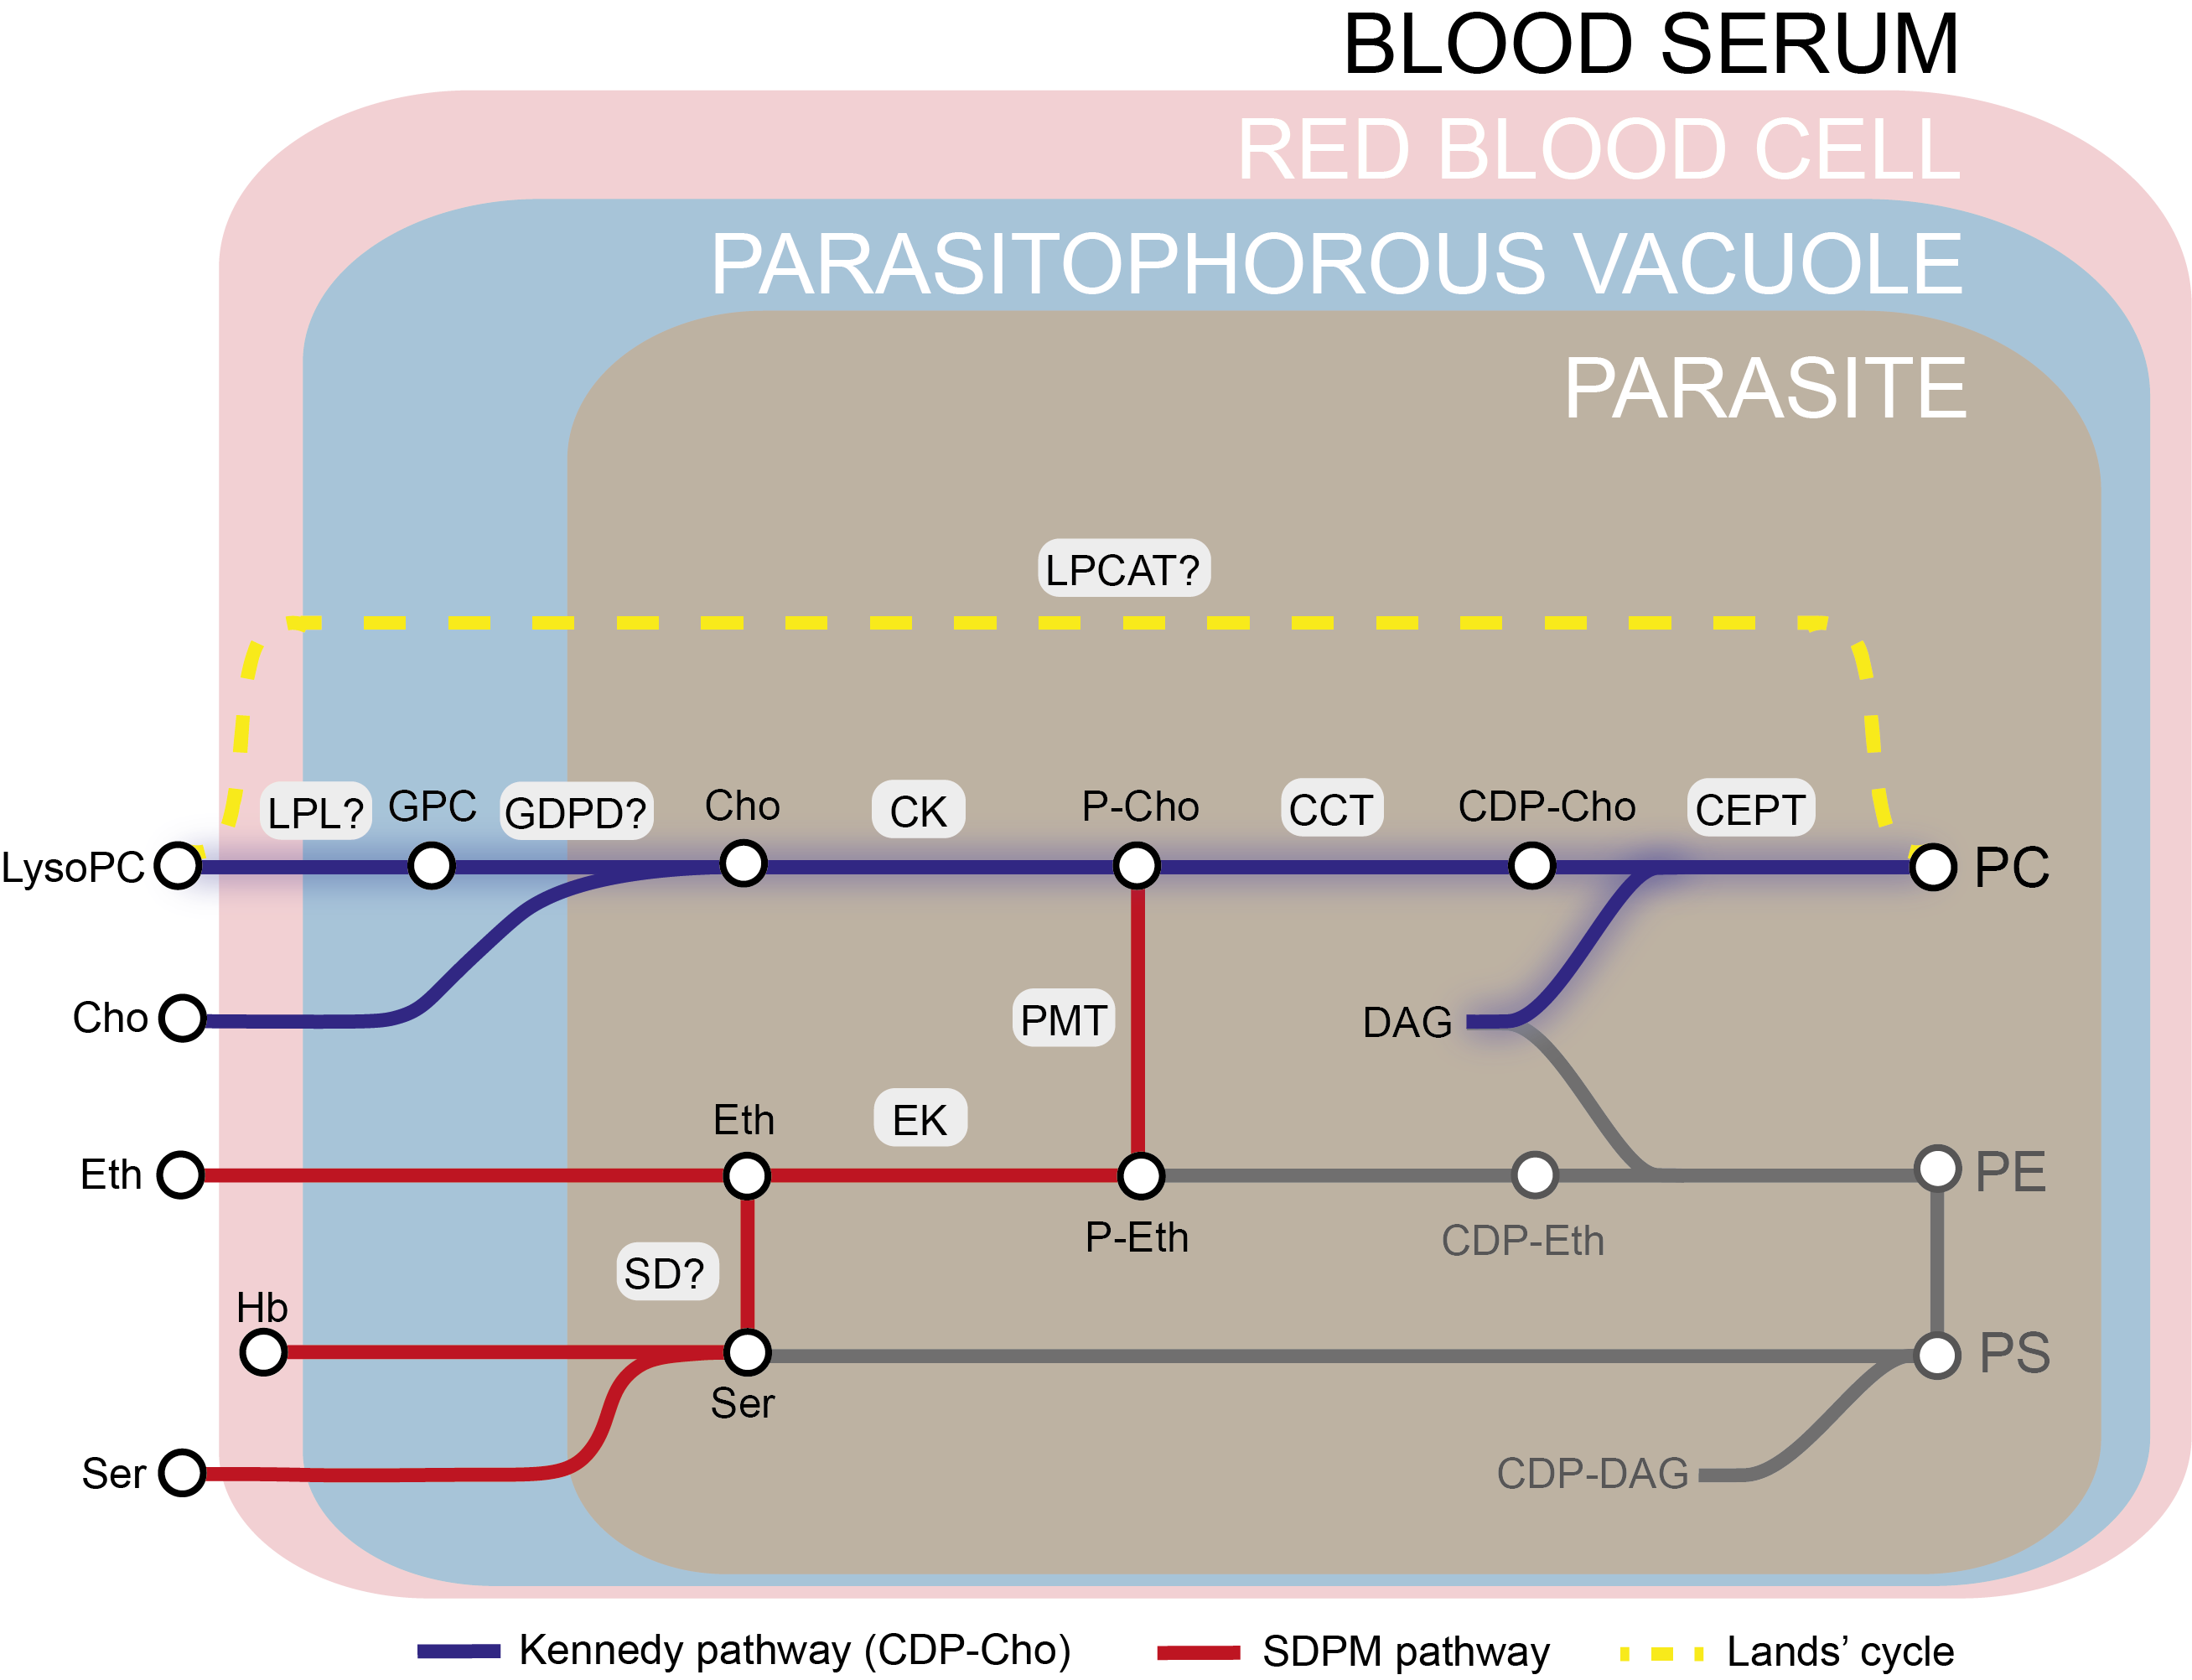 BLOOD SERUM
RED BLOOD CELL
PARASITOPHOROUS VACUOLE
PARASITE
LPCAT?
LPL?
GPC
GDPD?
Cho
CK
P-Cho
CCT
CDP-Cho
CEPT
LysoPC
PC
Cho
PMT
DAG
Eth
EK
Eth
PE
P-Eth
CDP-Eth
SD?
Hb
PS
Ser
Ser
CDP-DAG
Kennedy pathway (CDP-Cho)
SDPM pathway
Lands’ cycle